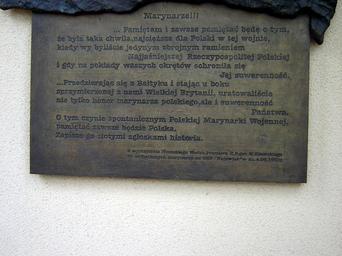 Marynarze!!!
... Pamiętam i zawsze pamiętać będę o tym,
że była taka chwila, najcięższa dla Polski w tej wojnie,
kiedy wy byliście jedynym zbrojnym ramieniem
Najjaśniejszej Rzeczypospolitej Polskiej
i gdy na pokłady waszych okrętów schroniła się
Jej suwerenność.
...Przedzierając się z Bałtyku i stając u boku
sprzymierzonej z nami Wielkiej Brytanii, uratowaliście
nie tylko honor marynarza polskiego, ale i suwerenność
Państwa.
O tym czynie spontanicznym Polskiej Marynarki Wojennej,
pamiętać zawsze będzie Polska.
Zapisze go złotymi zgłoskami historia.